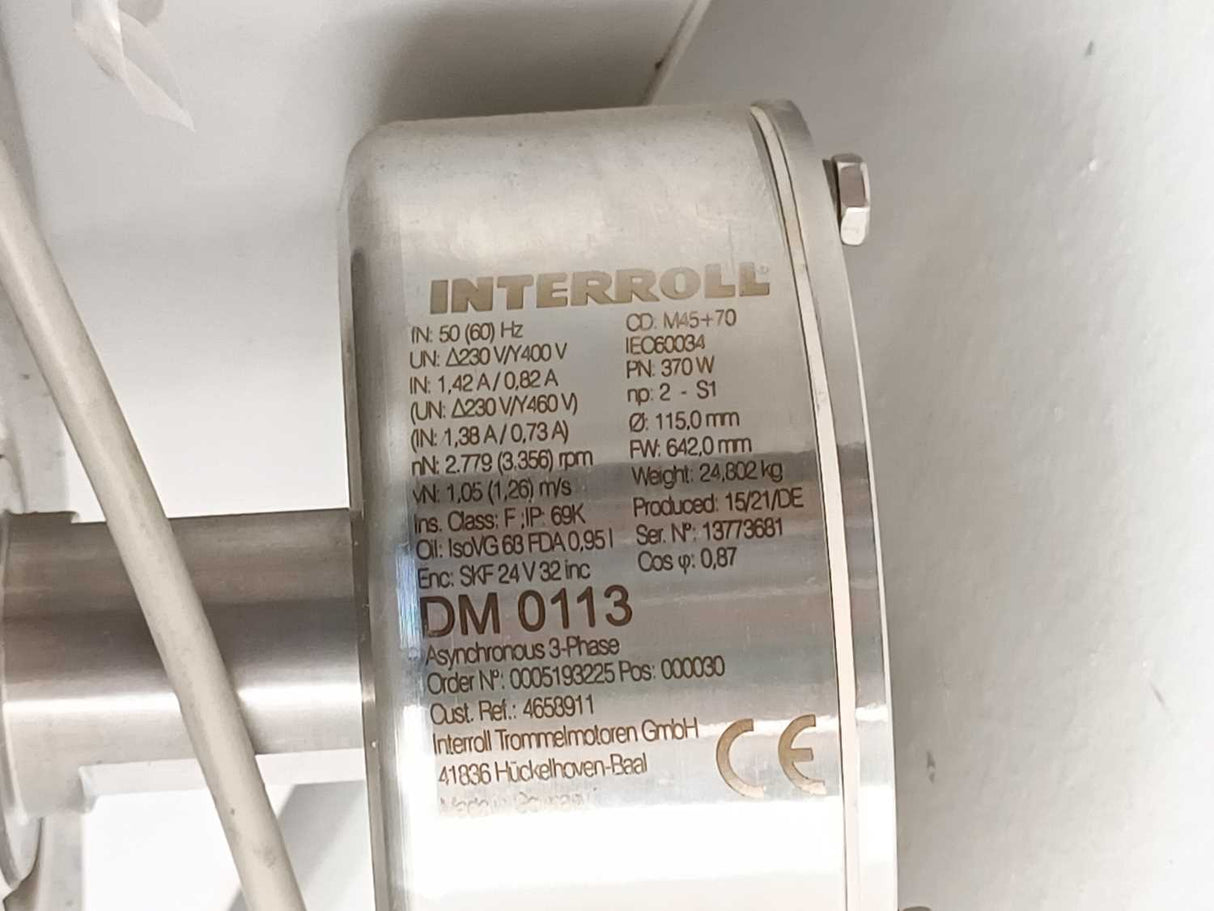 INTERROLL
fN: 50 (60) Hz
UN: Δ230 V/Y400 V
IN: 1,42 A / 0,82 A
(UN: Δ230 V/Y460 V)
(IN: 1,38 A / 0,73 A)
nN: 2.779 (3.356) rpm
vN: 1,05 (1,26) m/s
Ins. Class: F ;IP: 69K
Oil: IsoVG 68 FDA 0,95 l
Enc: SKF 24 V 32 inc
CD: M45+70
IEC60034
PN: 370 W
np: 2 - S1
Ø: 115,0 mm
FW: 642,0 mm
Weight: 24,802 kg
Produced: 15/21/DE
Ser. N°: 13773681
Cos φ: 0,87
DM 0113
Asynchronous 3-Phase
Order N°: 0005193225 Pos: 000030
Cust. Ref.: 4658911
Interroll Trommelmotoren GmbH
41836 Hückelhoven-Baal
Made in Germany
CE